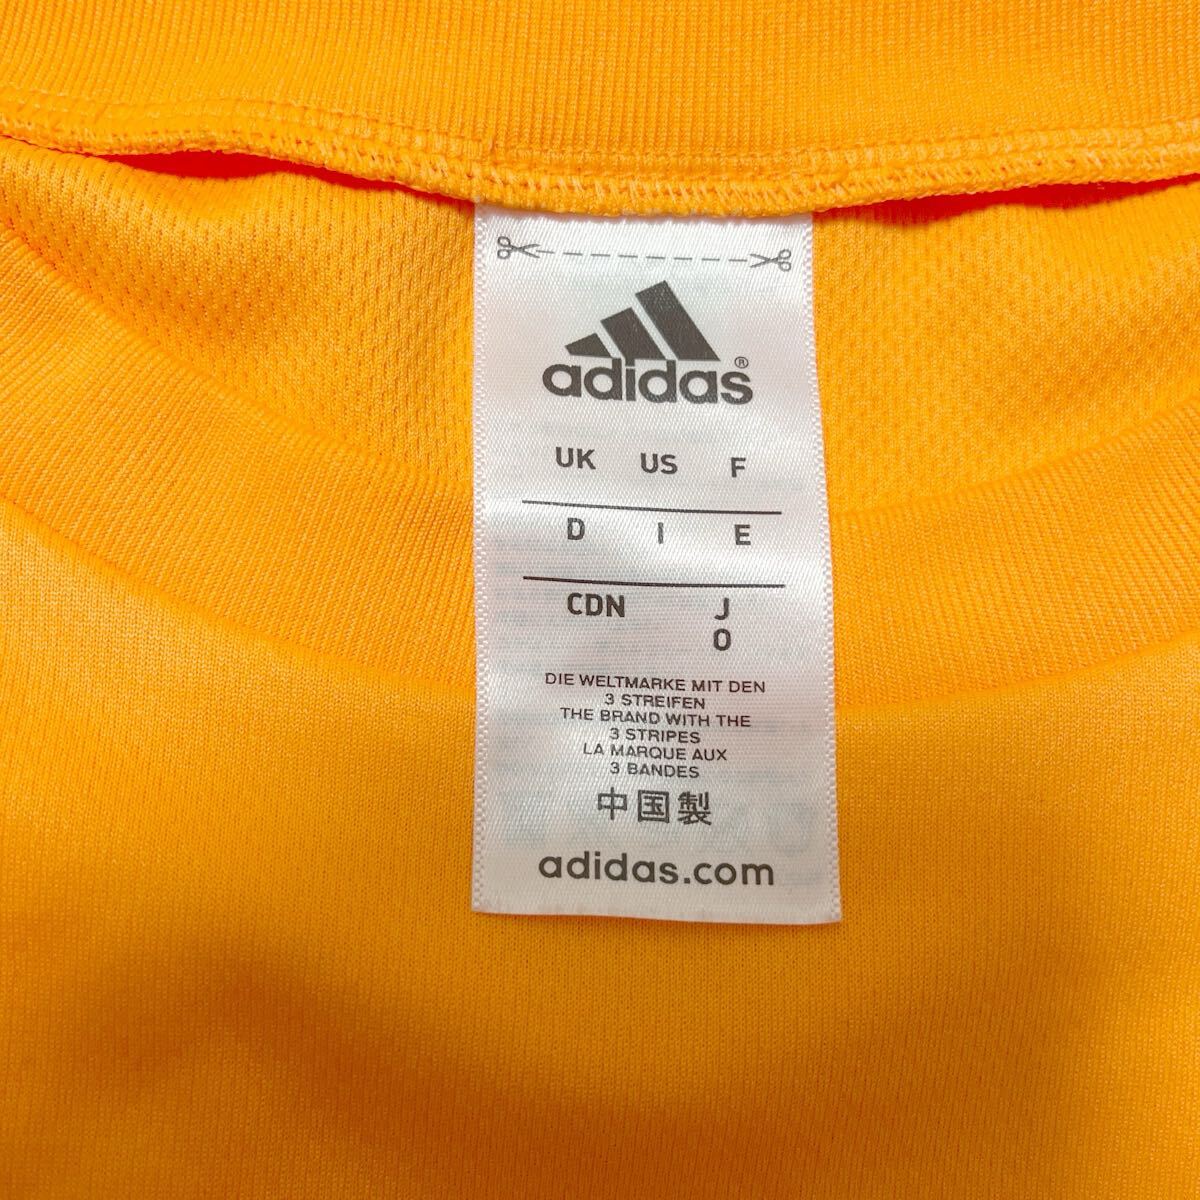 adidas®
UK US F
D I E
CDN J
O
DIE WELTMARKE MIT DEN
3 STREIFEN
THE BRAND WITH THE
3 STRIPES
LA MARQUE AUX
3 BANDES
中国製
adidas.com